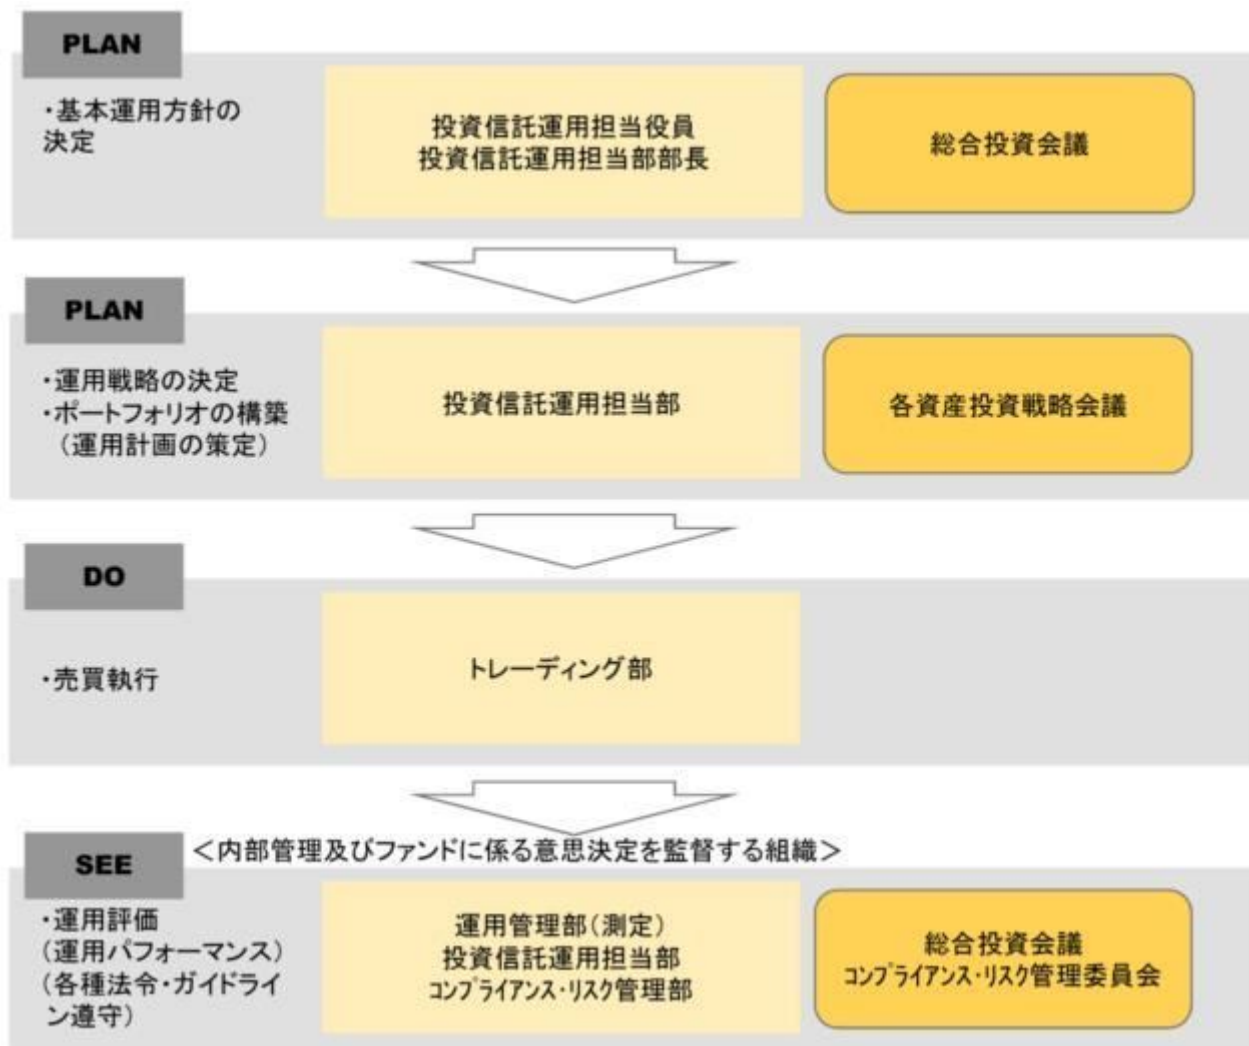 PLAN
・基本運用方針の
決定
投資信託運用担当役員
投資信託運用担当部部長
総合投資会議
PLAN
・運用戦略の決定
・ポートフォリオの構築
（運用計画の策定）
投資信託運用担当部
各資産投資戦略会議
DO
・売買執行
トレーディング部
SEE
＜内部管理及びファンドに係る意思決定を監督する組織＞
・運用評価
（運用パフォーマンス）
（各種法令・ガイドライ
ン遵守）
運用管理部（測定）
投資信託運用担当部
ｺﾝﾌﾟﾗｲｱﾝｽ・ﾘｽｸ管理部
総合投資会議
ｺﾝﾌﾟﾗｲｱﾝｽ・ﾘｽｸ管理委員会